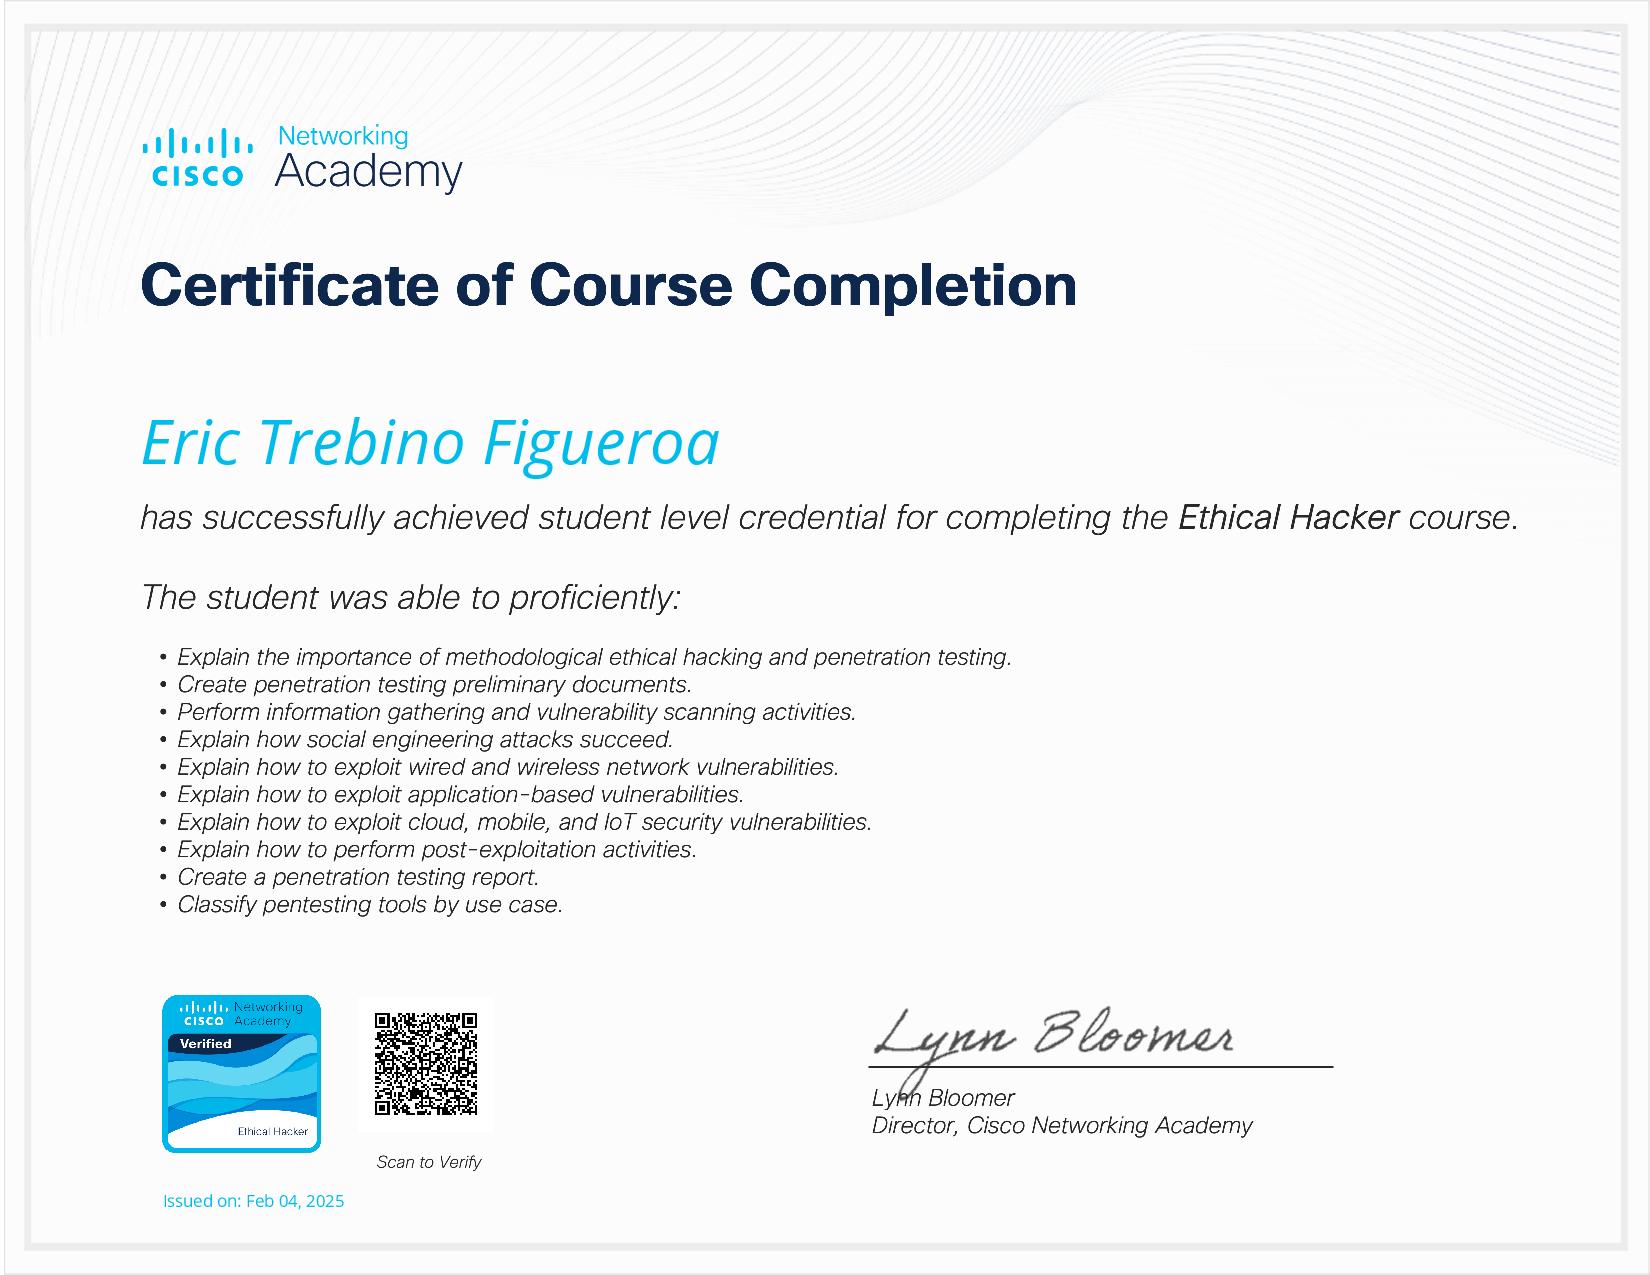 Networking
CISCO Academy
Certificate of Course Completion
Eric Trebino Figueroa
has successfully achieved student level credential for completing the Ethical Hacker course.
The student was able to proficiently:
• Explain the importance of methodological ethical hacking and penetration testing.
• Create penetration testing preliminary documents.
• Perform information gathering and vulnerability scanning activities.
• Explain how social engineering attacks succeed.
• Explain how to exploit wired and wireless network vulnerabilities.
• Explain how to exploit application-based vulnerabilities.
• Explain how to exploit cloud, mobile, and IoT security vulnerabilities.
• Explain how to perform post-exploitation activities.
• Create a penetration testing report.
• Classify pentesting tools by use case.
Networking
CISCO Academy
Verified
Ethical Hacker
Scan to Verify
Issued on: Feb 04, 2025
Lynn Bloomer
Lynn Bloomer
Director, Cisco Networking Academy